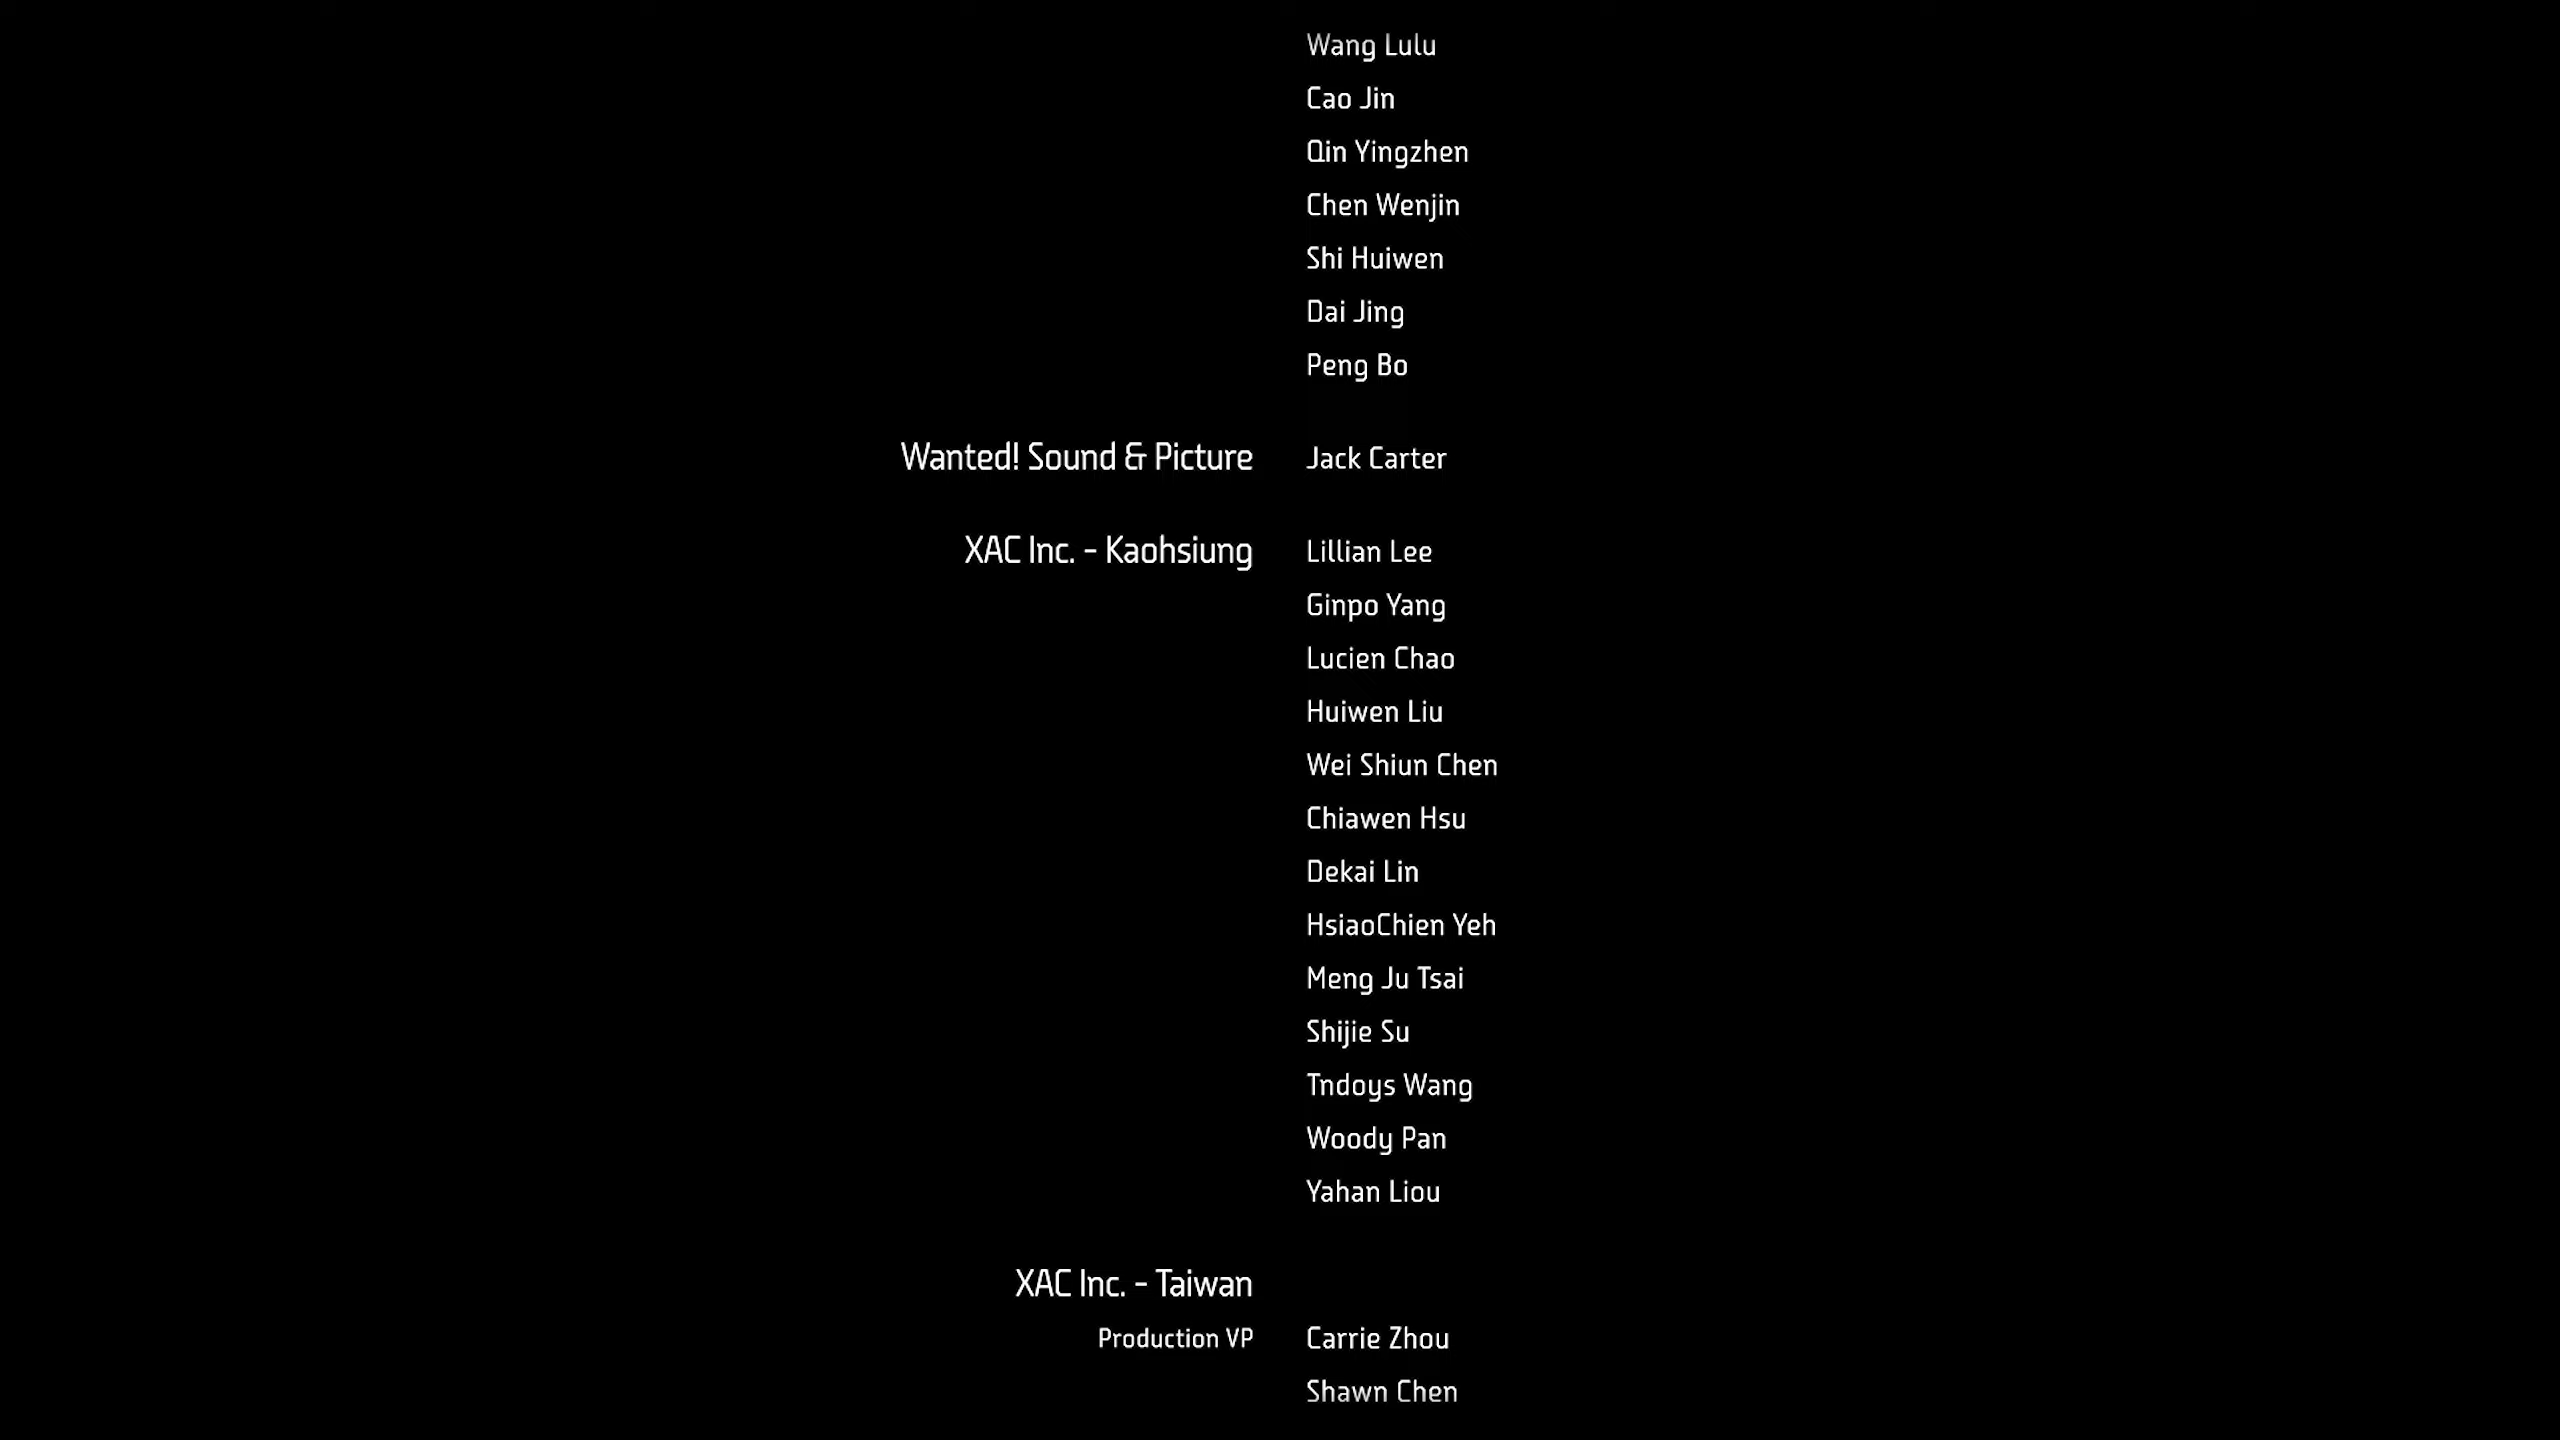 Wang Lulu
Cao Jin
Qin Yingzhen
Chen Wenjin
Shi Huiwen
Dai Jing
Peng Bo
Wanted! Sound & Picture Jack Carter
XAC Inc. - Kaohsiung Lillian Lee
Ginpo Yang
Lucien Chao
Huiwen Liu
Wei Shiun Chen
Chiawen Hsu
Dekai Lin
HsiaoChien Yeh
Meng Ju Tsai
Shijie Su
Tndoys Wang
Woody Pan
Yahan Liou
XAC Inc. - Taiwan
Production VP Carrie Zhou
Shawn Chen